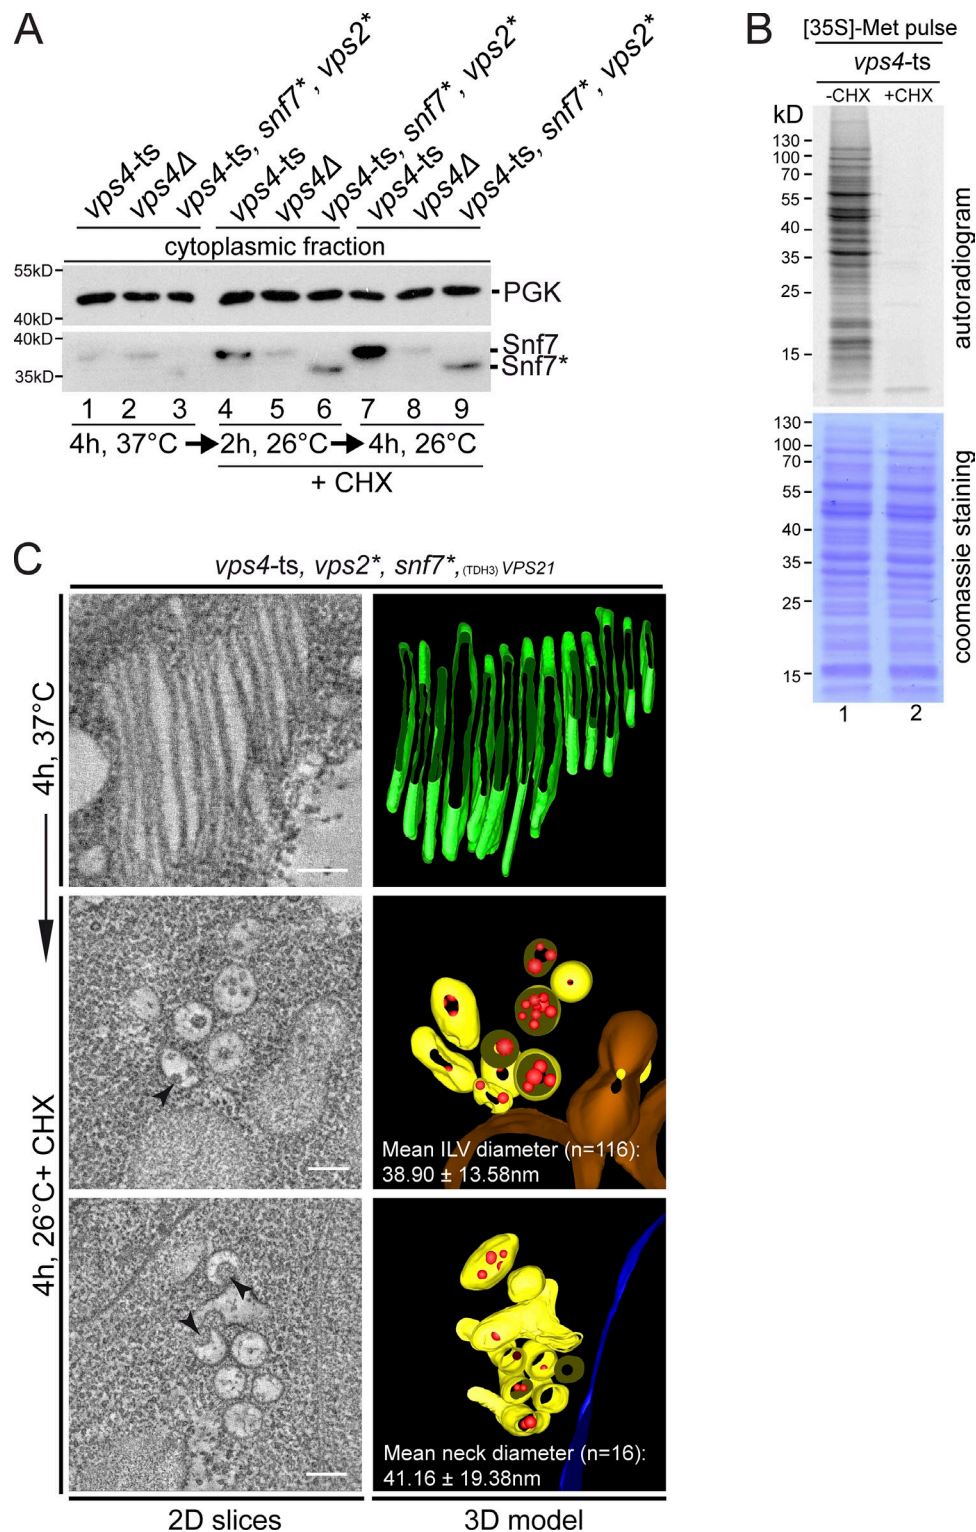 A
vps4-ts
vps4Δ
vps4-ts, snf7*, vps2*
vps4-ts
vps4Δ
vps4-ts, snf7*, vps2*
vps4-ts
vps4Δ
vps4-ts, snf7*, vps2*
cytoplasmic fraction
55kD
PGK
40kD
40kD
Snf7
Snf7*
35kD
1 2 3 4 5 6 7 8 9
4h, 37°C 2h, 26°C 4h, 26°C
+ CHX
B
[35S]-Met pulse
vps4-ts
-CHX +CHX
kD
130
100
70
55
40
35
25
15
autoradiogram
130
100
70
55
40
35
25
15
coomassie staining
1 2
C
vps4-ts, vps2*, snf7*, (TDH3) VPS21
4h, 37°C
4h, 26°C+ CHX
Mean ILV diameter (n=116):
38.90 ± 13.58nm
Mean neck diameter (n=16):
41.16 ± 19.38nm
2D slices 3D model